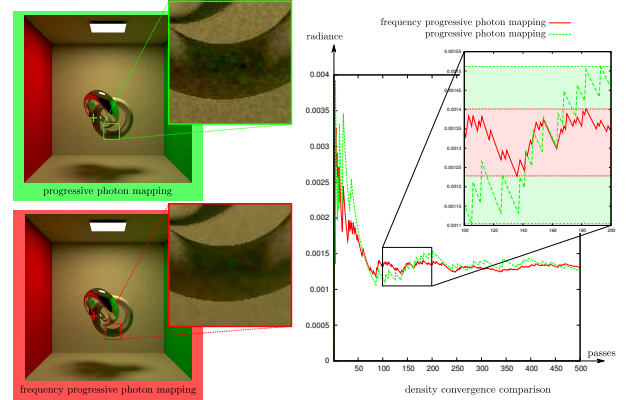 progressive photon mapping
frequency progressive photon mapping
frequency progressive photon mapping
progressive photon mapping
radiance
0.004
0.0035
0.003
0.0025
0.002
0.0015
0.001
0.0005
0
50 100 150 200 250 300 350 400 450 500
passes
0.00155
0.0015
0.00145
0.0014
0.00135
0.0013
0.00125
0.0012
0.00115
0.0011
100 120 140 160 180 200
density convergence comparison